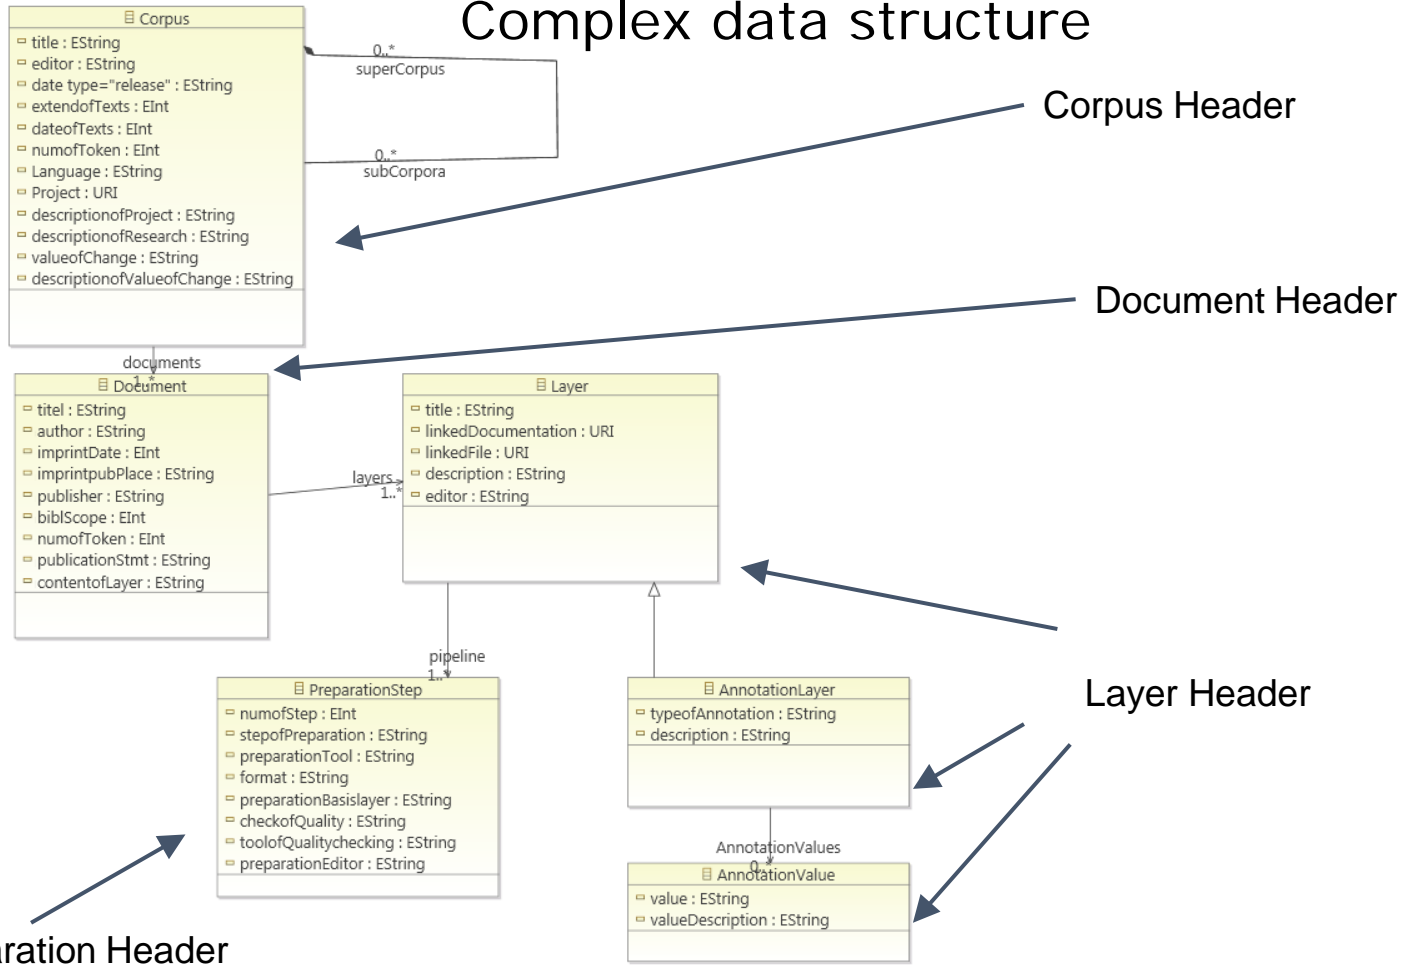 Complex data structure
Corpus
title : EString
editor : EString
date type="release" : EString
extendofTexts : EInt
dateofTexts : EInt
numofToken : EInt
Language : EString
Project : URI
descriptionofProject : EString
descriptionofResearch : EString
valueofChange : EString
descriptionofValueofChange : EString
0..*
superCorpus
0..*
subCorpora
Corpus Header
Document Header
documents
1..*
Document
titel : EString
author : EString
imprintDate : EInt
imprintpubPlace : EString
publisher : EString
biblScope : EInt
numofToken : EInt
publicationStmt : EString
contentofLayer : EString
layers
1..*
Layer
title : EString
linkedDocumentation : URI
linkedFile : URI
description : EString
editor : EString
pipeline
1..*
PreparationStep
numofStep : EInt
stepofPreparation : EString
preparationTool : EString
format : EString
preparationBasislayer : EString
checkofQuality : EString
toolofQualitychecking : EString
preparationEditor : EString
AnnotationLayer
typeofAnnotation : EString
description : EString
Layer Header
AnnotationValues
0..*
AnnotationValue
value : EString
valueDescription : EString
aration Header